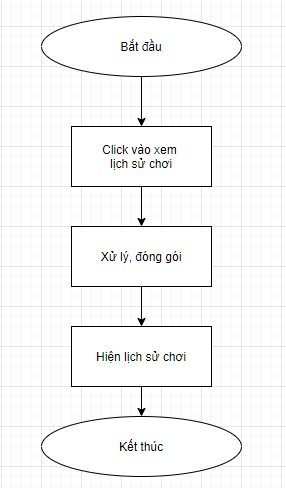 Bắt đầu
Click vào xem
lịch sử chơi
Xử lý, đóng gói
Hiện lịch sử chơi
Kết thúc